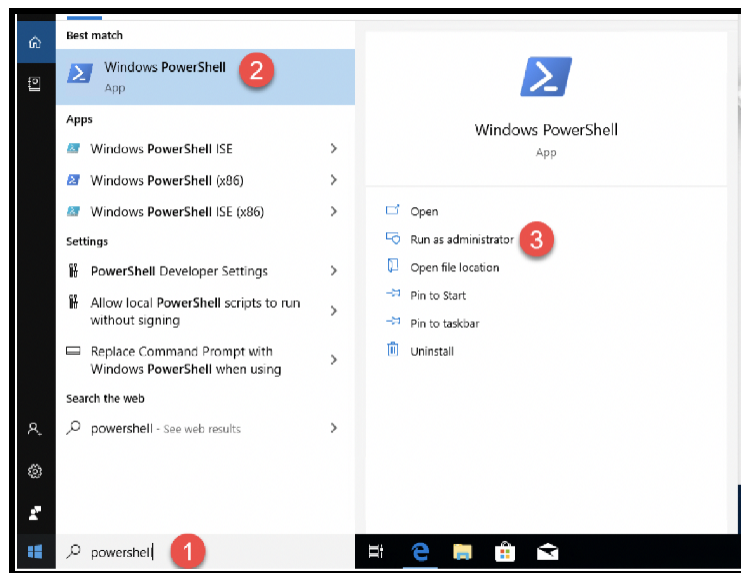 Best match
Windows PowerShell
2
App
Apps
Windows PowerShell ISE
Windows PowerShell (x86)
Windows PowerShell ISE (x86)
Settings
PowerShell Developer Settings
Allow local PowerShell scripts to run
without signing
Replace Command Prompt with
Windows PowerShell when using
Search the web
powershell - See web results
powershell
1
Windows PowerShell
App
Open
Run as administrator
3
Open file location
Pin to Start
Pin to taskbar
Uninstall